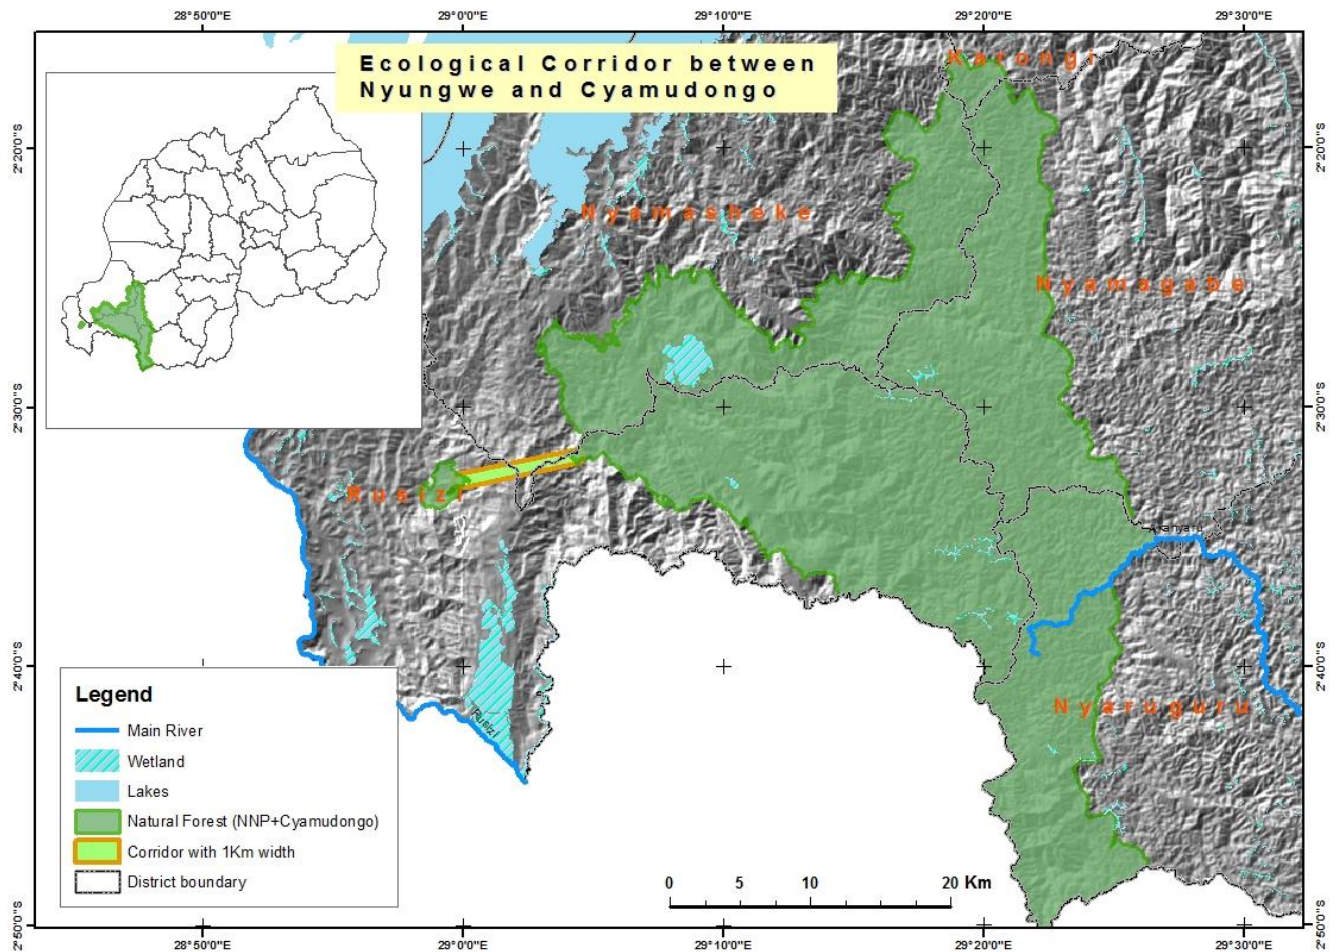 28°50'0"E 29°0'0"E 29°10'0"E 29°20'0"E 29°30'0"E
Ecological Corridor between
Nyungwe and Cyamudongo
Karongi
2°20'0"S 2°20'0"S
Nyamasheke
Nyamagabe
2°30'0"S 2°30'0"S
Rusizi
Akanyaru
2°40'0"S 2°40'0"S
Nyaruguru
Rusizi
Legend
Main River
Wetland
Lakes
Natural Forest (NNP+Cyamudongo)
Corridor with 1Km width
District boundary
0 5 10 20 Km
2°50'0"S 2°50'0"S
28°50'0"E 29°0'0"E 29°10'0"E 29°20'0"E 29°30'0"E